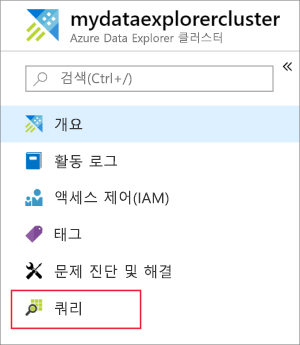 mydataexplorercluster
Azure Data Explorer 클러스터
검색(Ctrl+/)
개요
활동 로그
액세스 제어(IAM)
태그
문제 진단 및 해결
쿼리